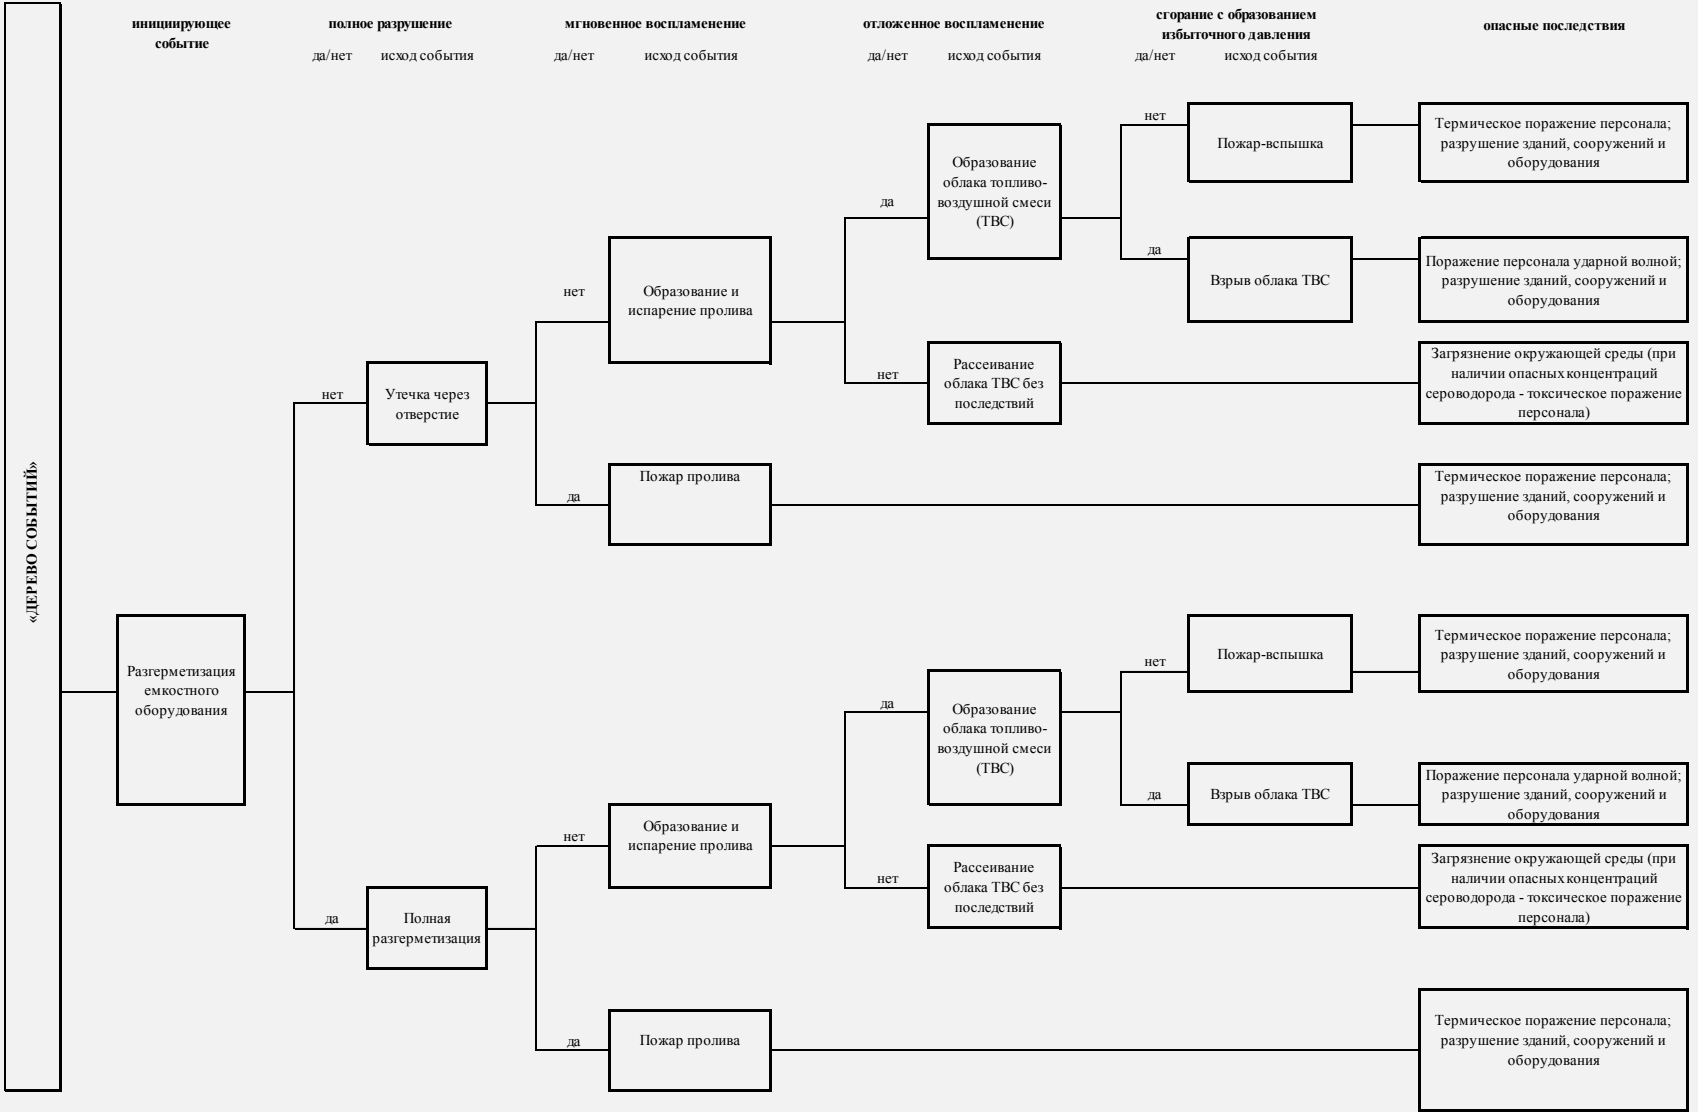 инициирующее
событие
полное разрушение
да/нет исход события
мгновенное воспламенение
да/нет исход события
отложенное воспламенение
да/нет исход события
сгорание с образованием
избыточного давления
да/нет исход события
опасные последствия
«ДЕРЕВО СОБЫТИЙ»
Разгерметизация
емкостного
оборудования
нет
Утечка через
отверстие
нет
Образование и
испарение пролива
да
Образование
облака топливо-
воздушной смеси
(ТВС)
нет
Пожар-вспышка
Термическое поражение персонала;
разрушение зданий, сооружений и
оборудования
да
Взрыв облака ТВС
Поражение персонала ударной волной;
разрушение зданий, сооружений и
оборудования
нет
Рассеивание
облака ТВС без
последствий
Загрязнение окружающей среды (при
наличии опасных концентраций
сероводорода - токсическое поражение
персонала)
да
Пожар пролива
Термическое поражение персонала;
разрушение зданий, сооружений и
оборудования
да
Полная
разгерметизация
нет
Образование и
испарение пролива
да
Образование
облака топливо-
воздушной смеси
(ТВС)
нет
Пожар-вспышка
Термическое поражение персонала;
разрушение зданий, сооружений и
оборудования
да
Взрыв облака ТВС
Поражение персонала ударной волной;
разрушение зданий, сооружений и
оборудования
нет
Рассеивание
облака ТВС без
последствий
Загрязнение окружающей среды (при
наличии опасных концентраций
сероводорода - токсическое поражение
персонала)
да
Пожар пролива
Термическое поражение персонала;
разрушение зданий, сооружений и
оборудования